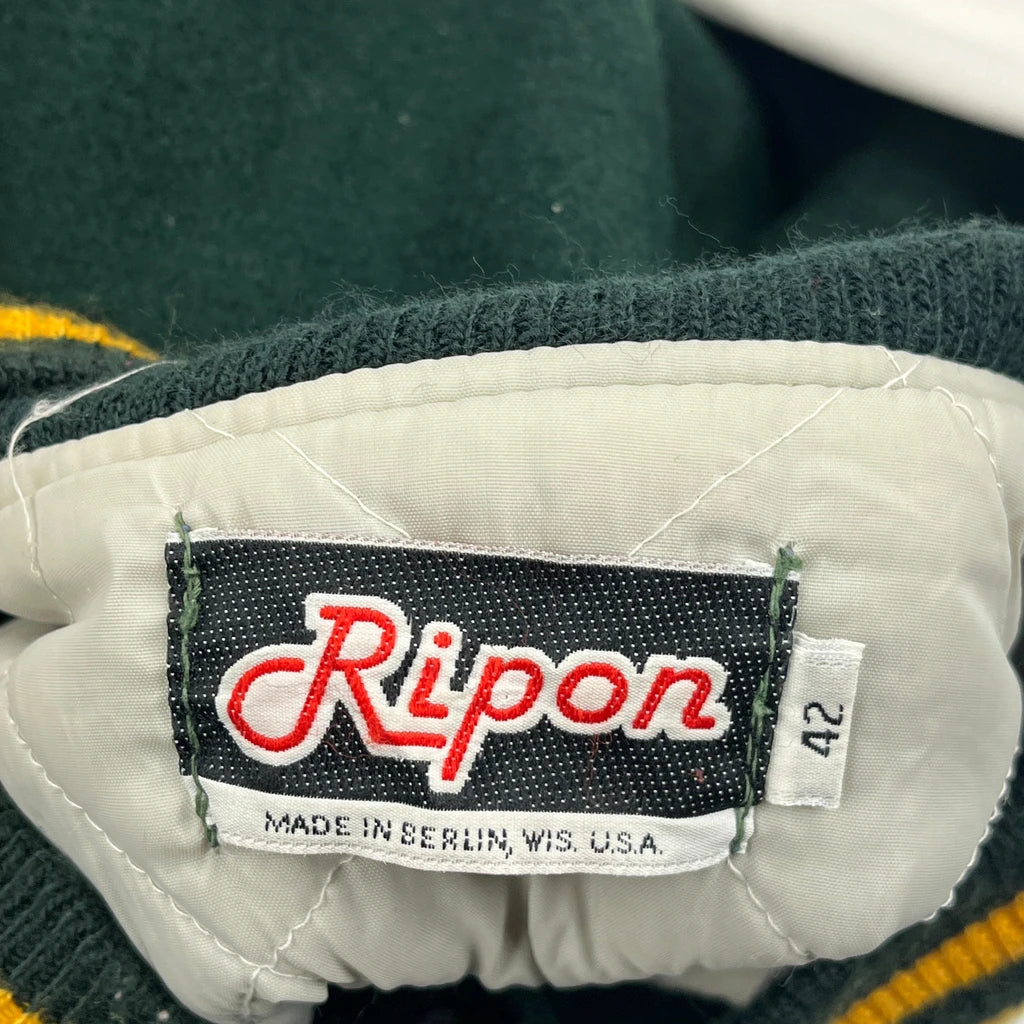 Ripon
42
MADE IN BERLIN, WIS. U.S.A.